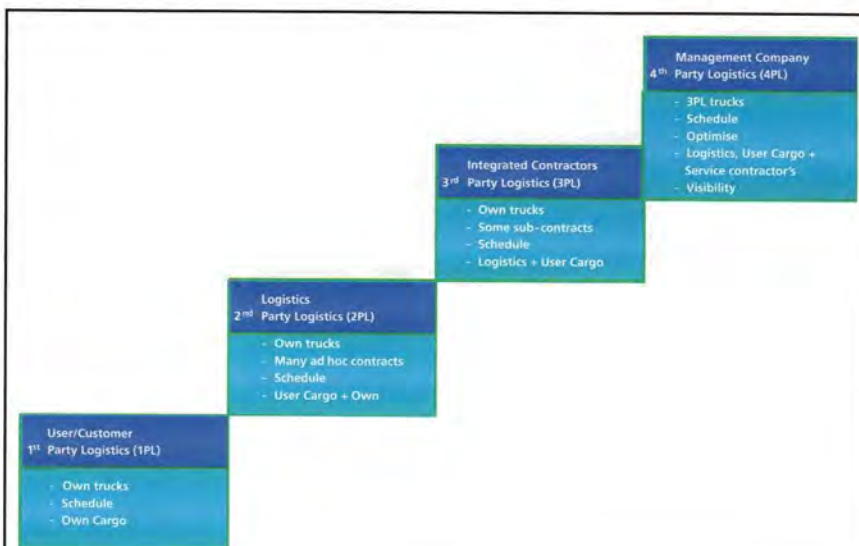 Management Company
4th Party Logistics (4PL)
- 3PL trucks
- Schedule
- Optimise
- Logistics, User Cargo +
Service contractor's
- Visibility
Integrated Contractors
3rd Party Logistics (3PL)
- Own trucks
- Some sub-contracts
- Schedule
- Logistics + User Cargo
Logistics
2nd Party Logistics (2PL)
- Own trucks
- Many ad hoc contracts
- Schedule
- User Cargo + Own
User/Customer
1st Party Logistics (1PL)
- Own trucks
- Schedule
- Own Cargo